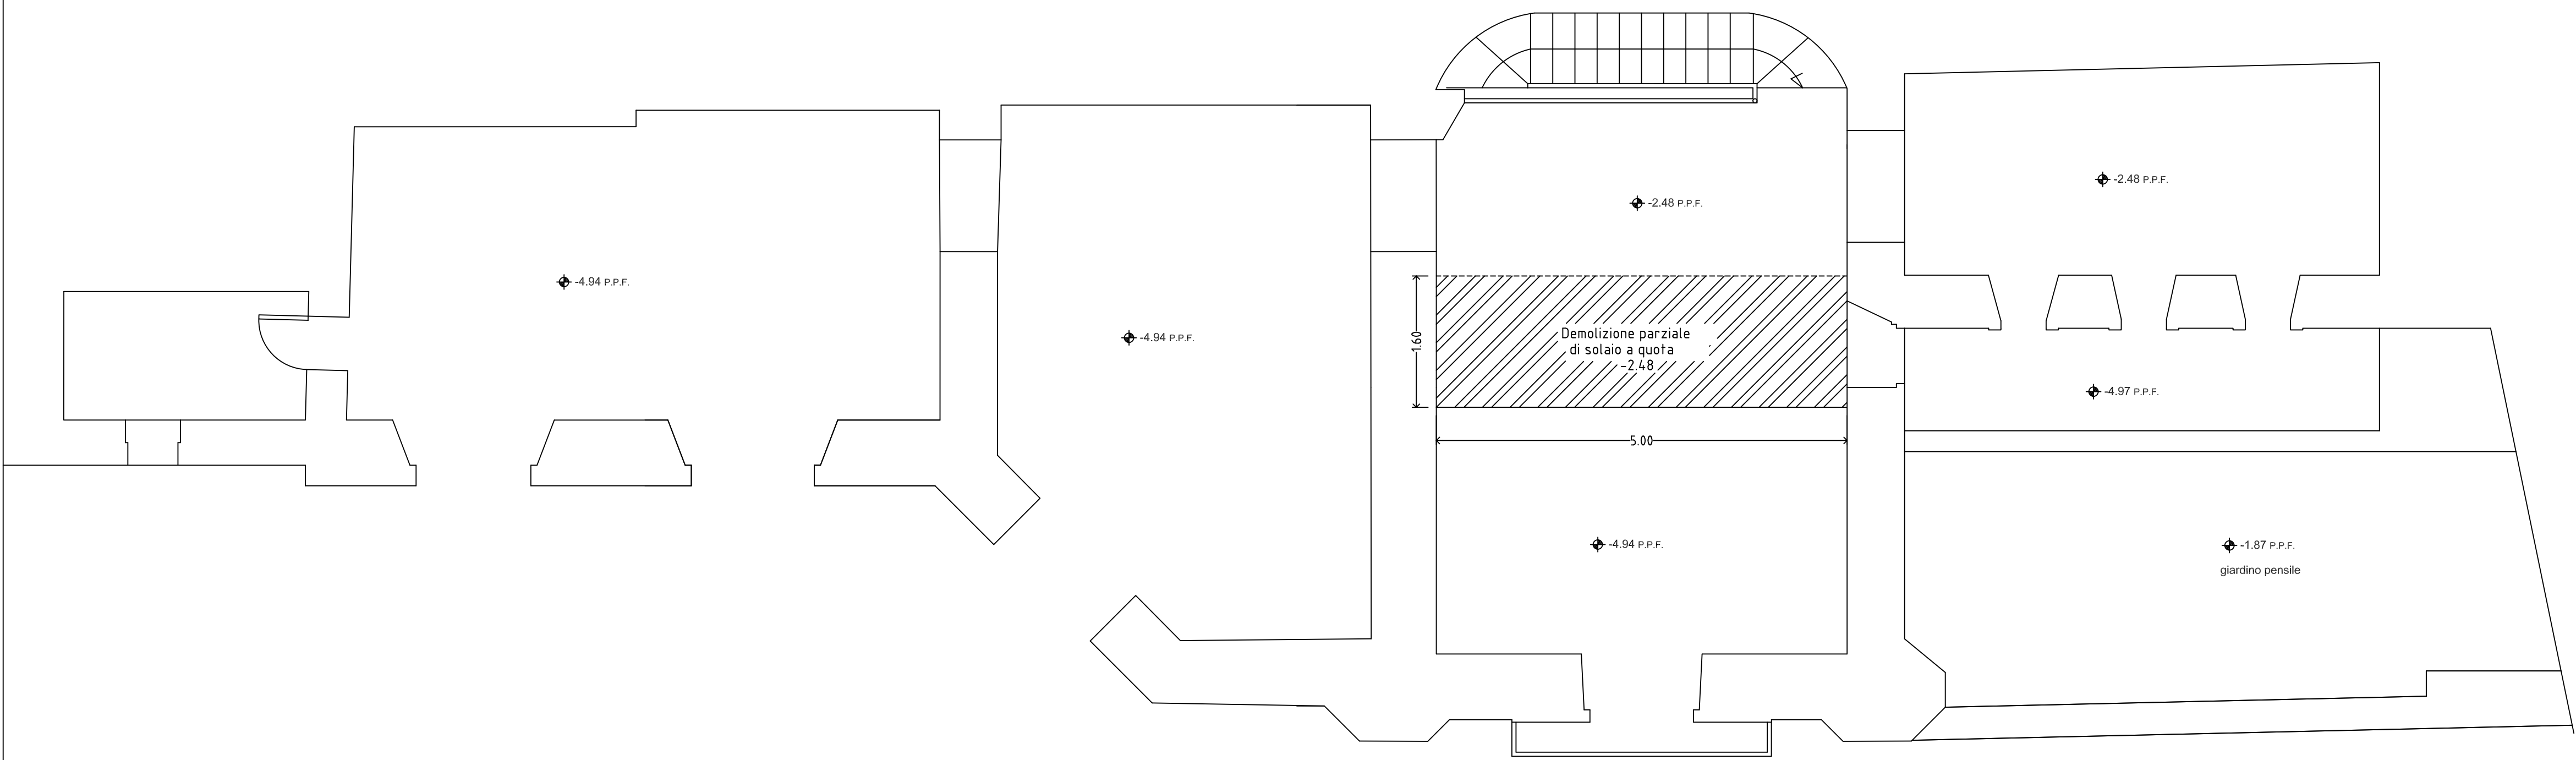 -2.48 P.P.F.
-2.48 P.P.F.
-4.94 P.P.F.
-4.94 P.P.F.
1.60
Demolizione parziale
di solaio a quota
-2.48
-4.97 P.P.F.
5.00
-4.94 P.P.F.
-1.87 P.P.F.
giardino pensile